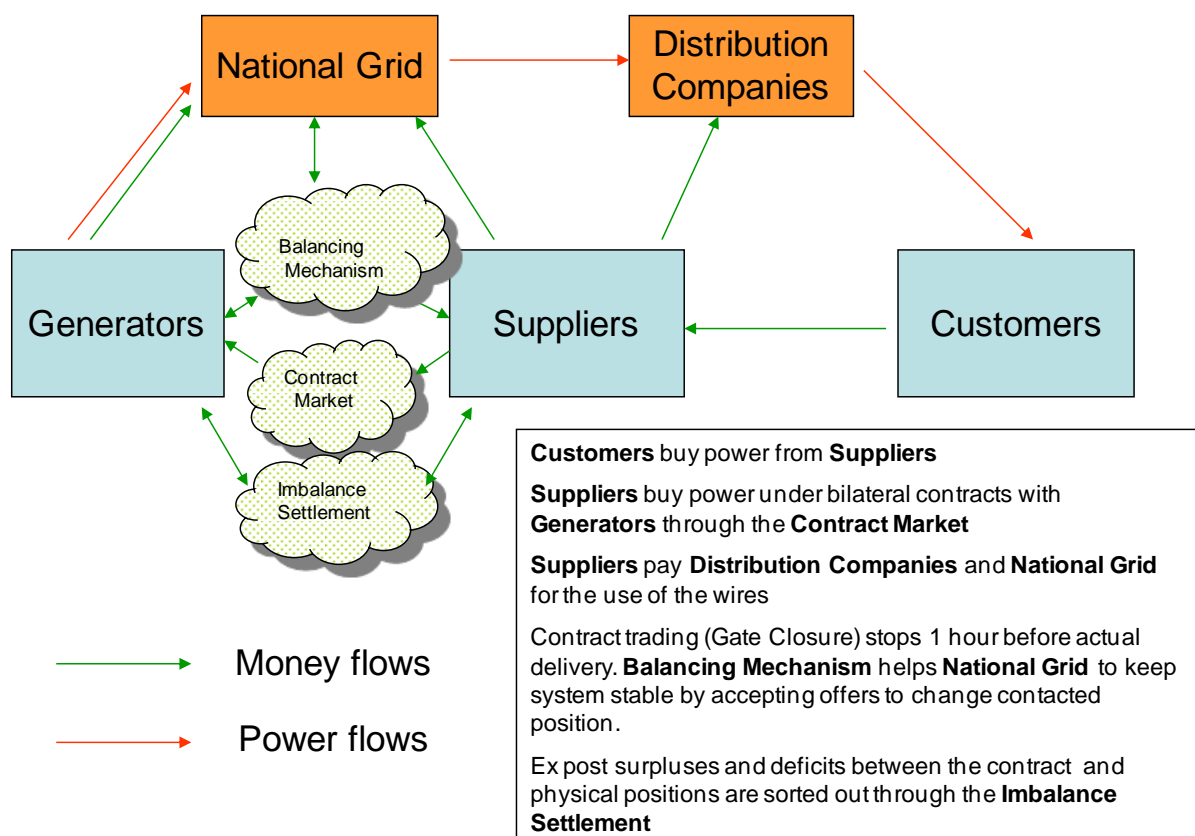 National Grid
Distribution
Companies
Balancing
Mechanism
Generators
Suppliers
Customers
Contract
Market
Imbalance
Settlement
Money flows
Power flows
Customers buy power from Suppliers
Suppliers buy power under bilateral contracts with
Generators through the Contract Market
Suppliers pay Distribution Companies and National Grid
for the use of the wires
Contract trading (Gate Closure) stops 1 hour before actual
delivery. Balancing Mechanism helps National Grid to keep
system stable by accepting offers to change contacted
position.
Ex post surpluses and deficits between the contract and
physical positions are sorted out through the Imbalance
Settlement